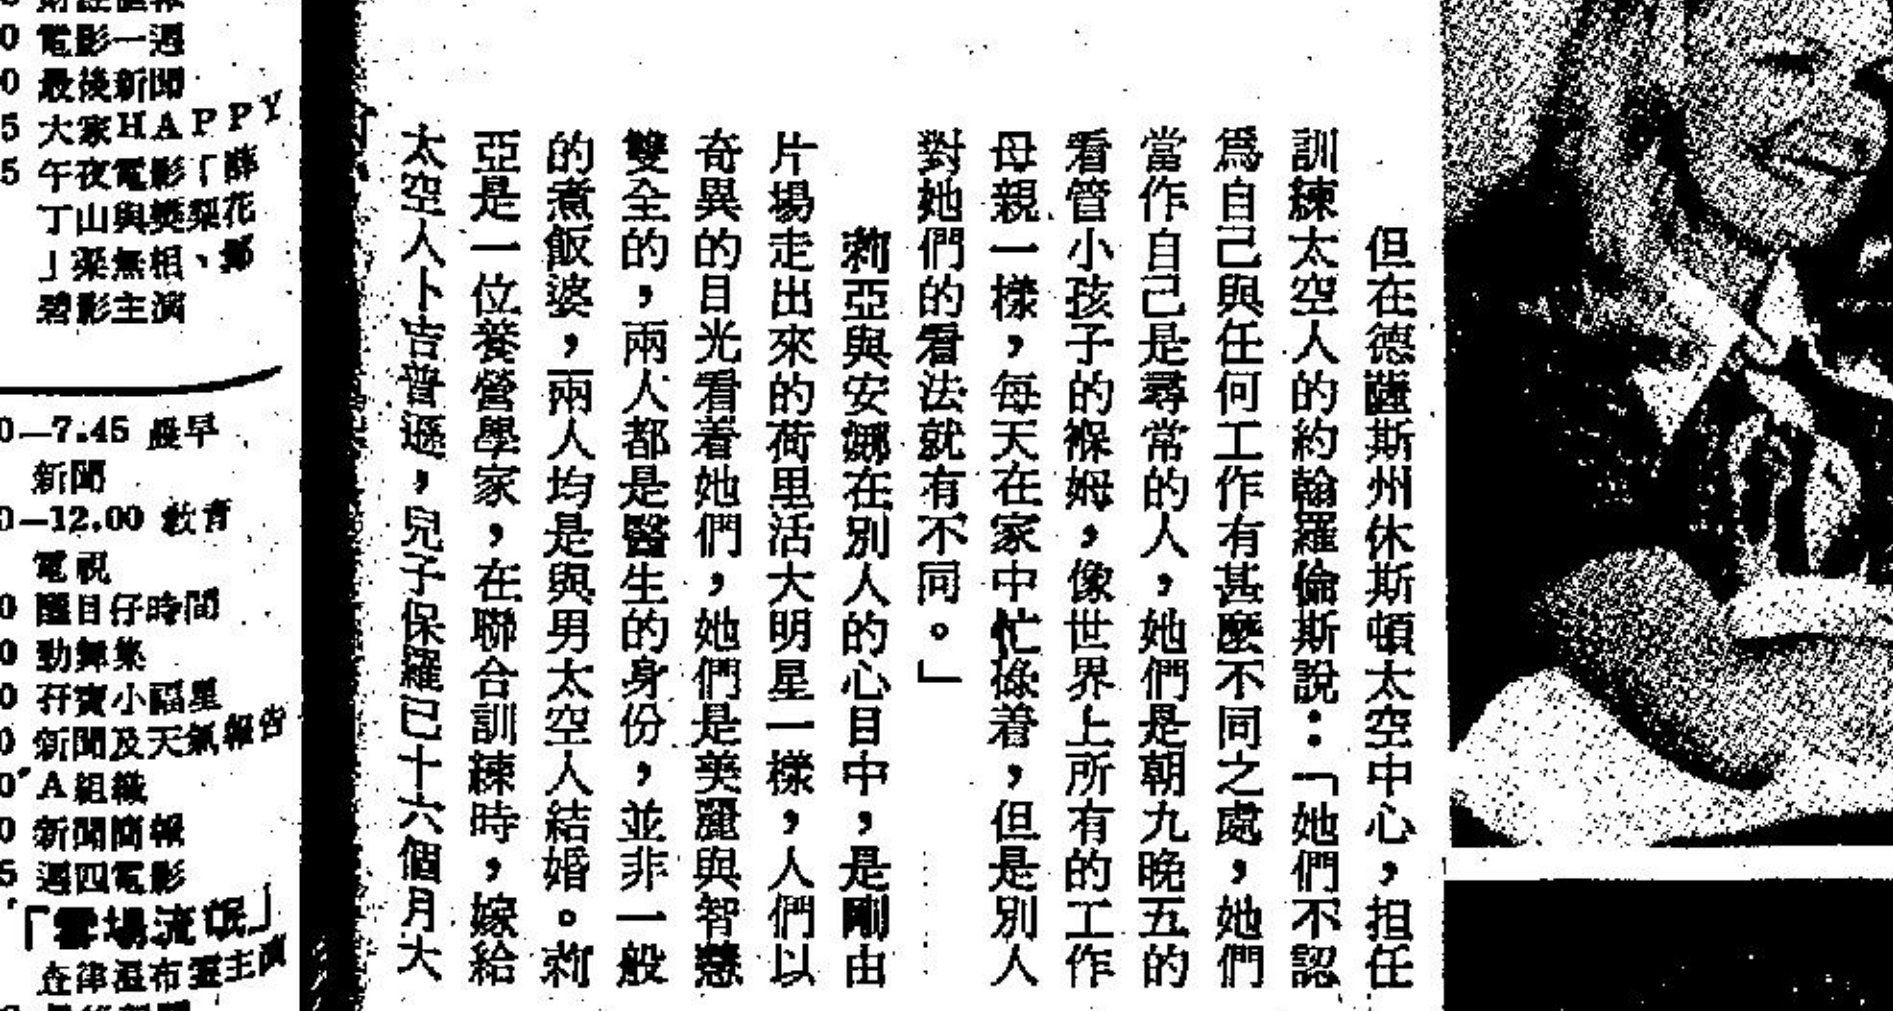 但在德薩斯州休斯頓太空中心，担任
訓練太空人的約翰羅倫斯說：「她們不認
爲自己與任何工作有甚麼不同之處，她們
當作自己是尋常的人，她們是朝九晚五的
看管小孩子的褓姆，像世界上所有的工作
母親一樣，每天在家中忙碌着，但是別人
對她們的看法就有不同。」
莉亞與安娜在別人的心目中，是剛由
片場走出來的荷里活大明星一樣，人們以
奇異的目光看着她們，她們是美麗與智慧
雙全的，兩人都是醫生的身份，並非一般
的煮飯婆，兩人均是與男太空人結婚。莉
亞是一位養營學家，在聯合訓練時，嫁給
太空人卜吉普遜，兒子保羅已十六個月大
電影一週
最後新聞
5 大家HAPPY
5 午夜電影「薛
丁山與樊梨花
」梁無相、鄭
碧影主演
0—7.45 晨早
新聞
0—12.00 教育
電視
0 匯目仔時間
0 勁舞集
0 孖寶小福星
0 新聞及天氣報告
0 A組織
0 新聞簡報
5 週四電影
流氓」
布 主演